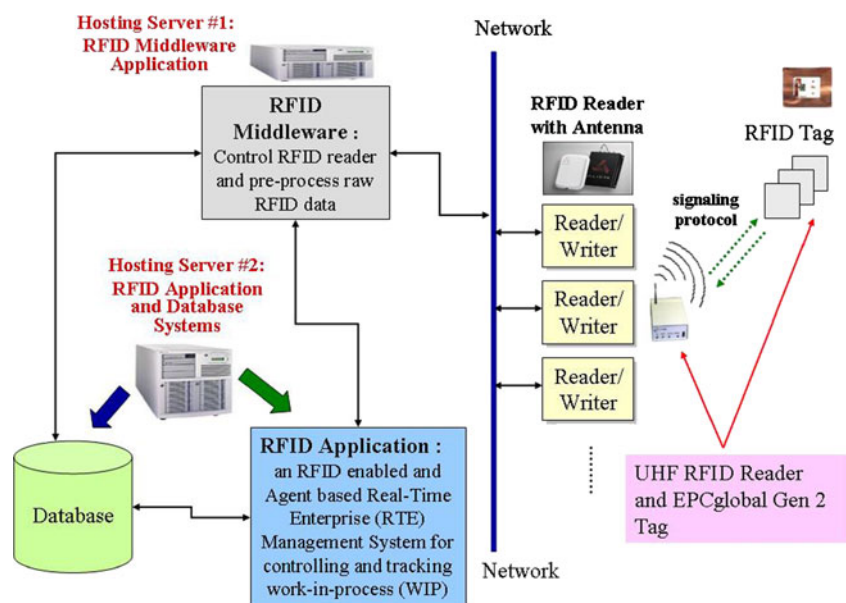 Hosting Server #1:
RFID Middleware
Application
RFID
Middleware :
Control RFID reader
and pre-process raw
RFID data
Hosting Server #2:
RFID Application
and Database
Systems
Database
RFID Application :
an RFID enabled and
Agent based Real-Time
Enterprise (RTE)
Management System for
controlling and tracking
work-in-process (WIP)
Network
Network
RFID Reader
with Antenna
Reader/
Writer
Reader/
Writer
Reader/
Writer
RFID Tag
signaling
protocol
UHF RFID Reader
and EPCglobal Gen 2
Tag